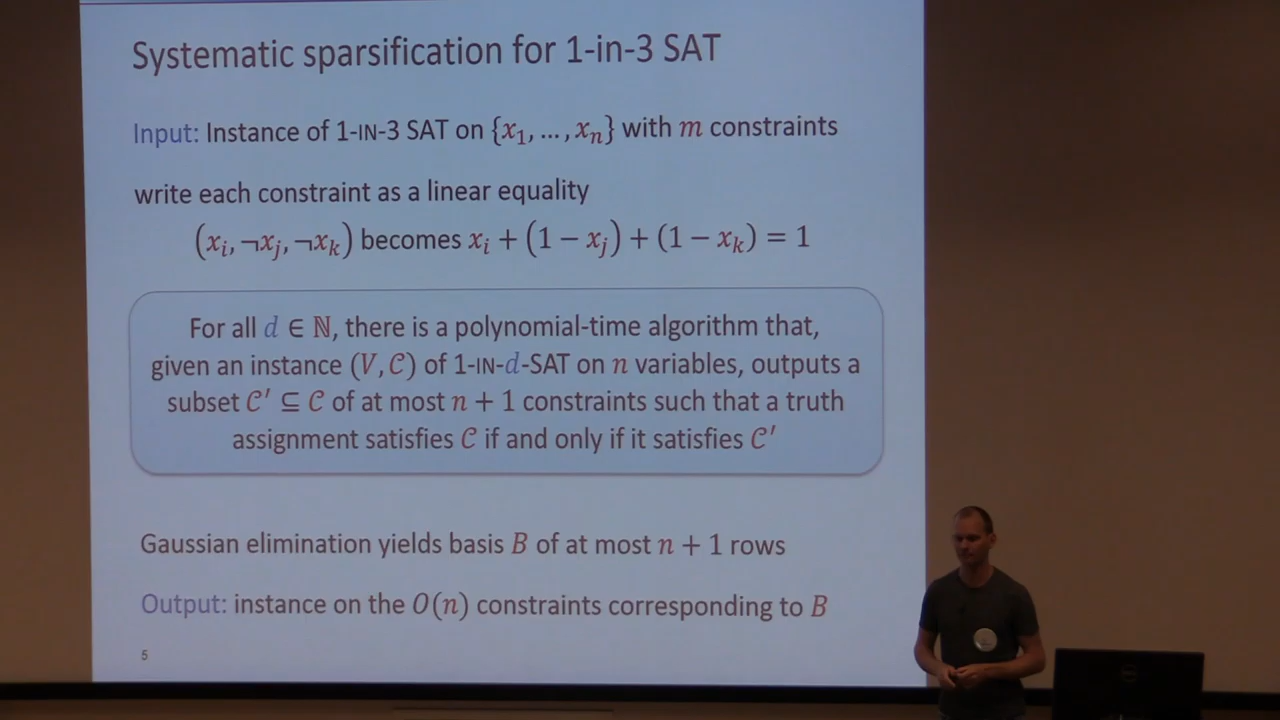 Systematic sparsification for 1-in-3 SAT
Input: Instance of 1-IN-3 SAT on {x₁, … , xₙ} with m constraints
write each constraint as a linear equality
(xᵢ, ¬xⱼ, ¬xₖ) becomes xᵢ + (1 − xⱼ) + (1 − xₖ) = 1
For all d ∈ ℕ, there is a polynomial-time algorithm that,
given an instance (V, 𝒞) of 1-IN-d-SAT on n variables, outputs a
subset 𝒞′ ⊆ 𝒞 of at most n + 1 constraints such that a truth
assignment satisfies 𝒞 if and only if it satisfies 𝒞′
Gaussian elimination yields basis B of at most n + 1 rows
Output: instance on the O(n) constraints corresponding to B
5